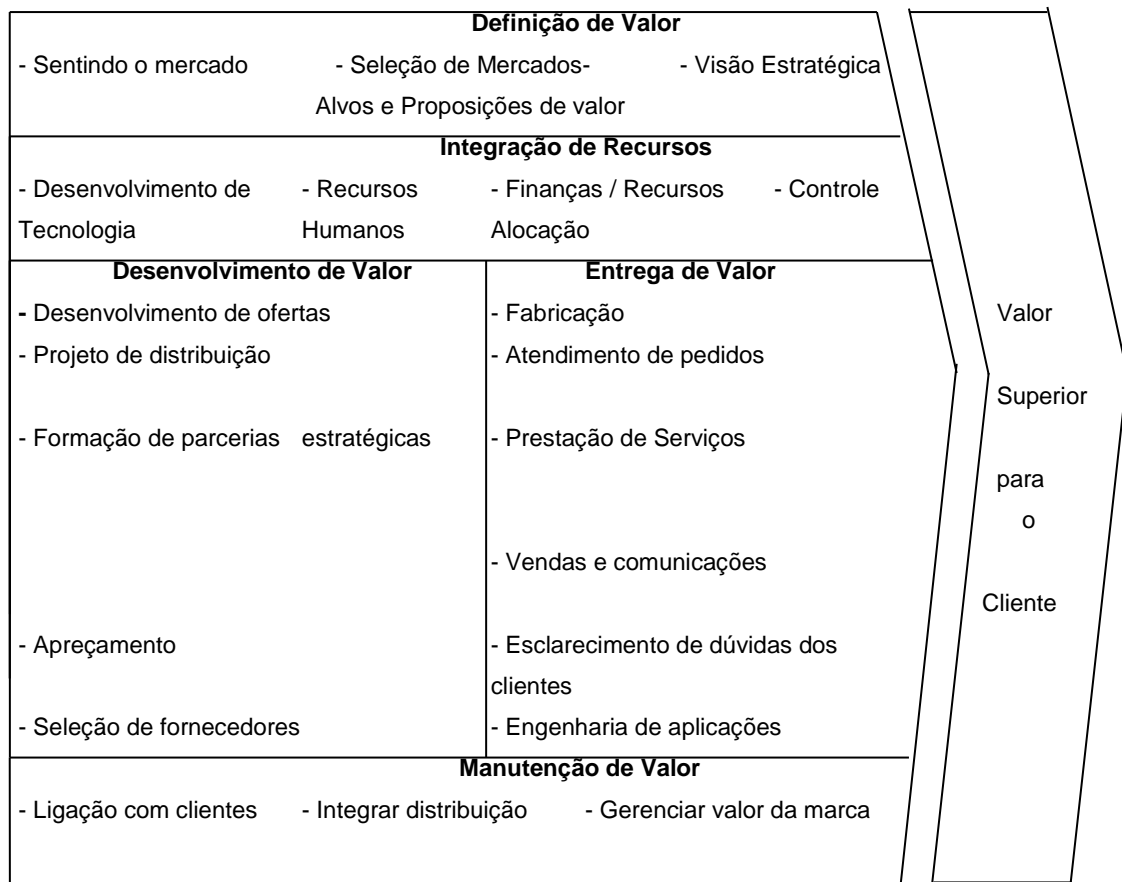 Definição de Valor
- Sentindo o mercado - Seleção de Mercados- - Visão Estratégica
Alvos e Proposições de valor
Integração de Recursos
- Desenvolvimento de - Recursos - Finanças / Recursos - Controle
Tecnologia Humanos Alocação
Desenvolvimento de Valor
- Desenvolvimento de ofertas
- Projeto de distribuição
- Formação de parcerias estratégicas
- Apreçamento
- Seleção de fornecedores
Entrega de Valor
- Fabricação
- Atendimento de pedidos
- Prestação de Serviços
- Vendas e comunicações
- Esclarecimento de dúvidas dos
clientes
- Engenharia de aplicações
Manutenção de Valor
- Ligação com clientes - Integrar distribuição - Gerenciar valor da marca
Valor
Superior
para
o
Cliente